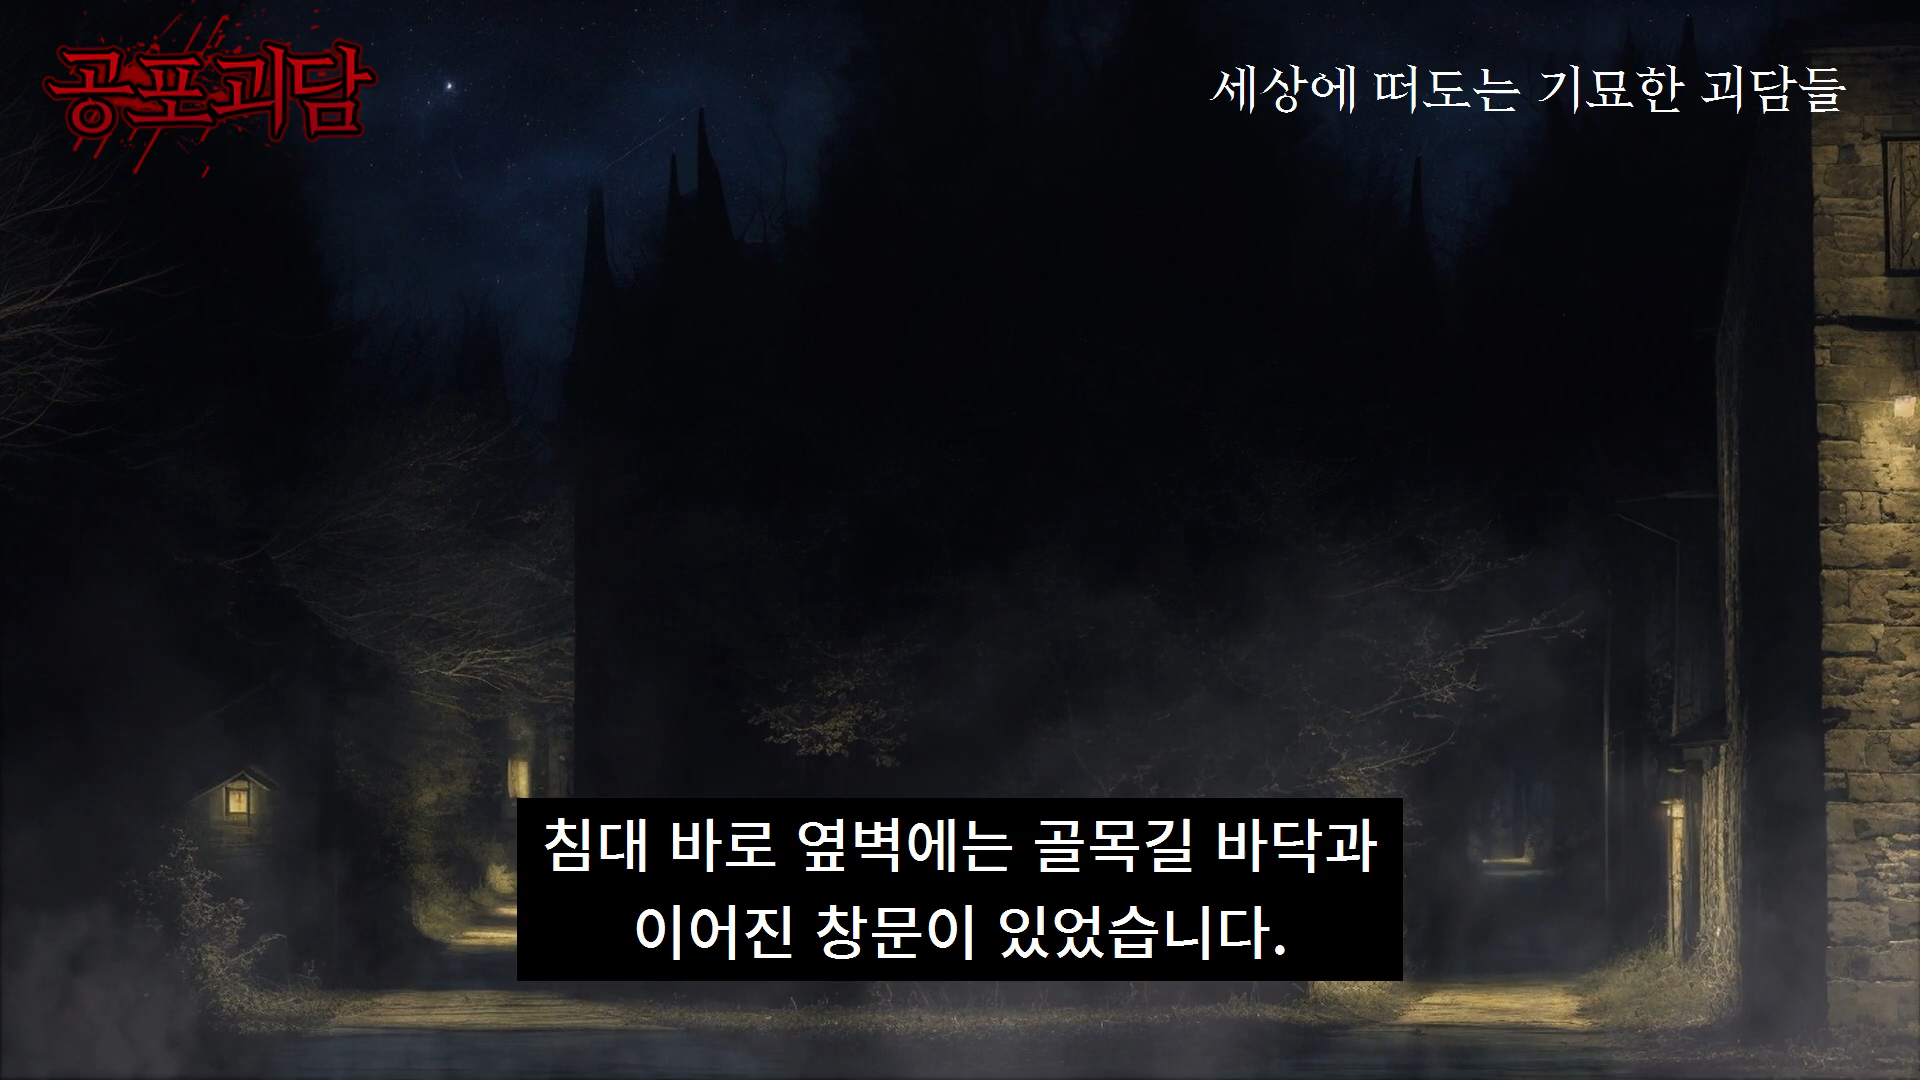 공포괴담
세상에 떠도는 기묘한 괴담들
침대 바로 옆벽에는 골목길 바닥과
이어진 창문이 있었습니다.